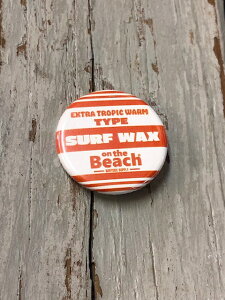 EXTRA TROPIC WARM
TYPE
SURF WAX
on the
Beach